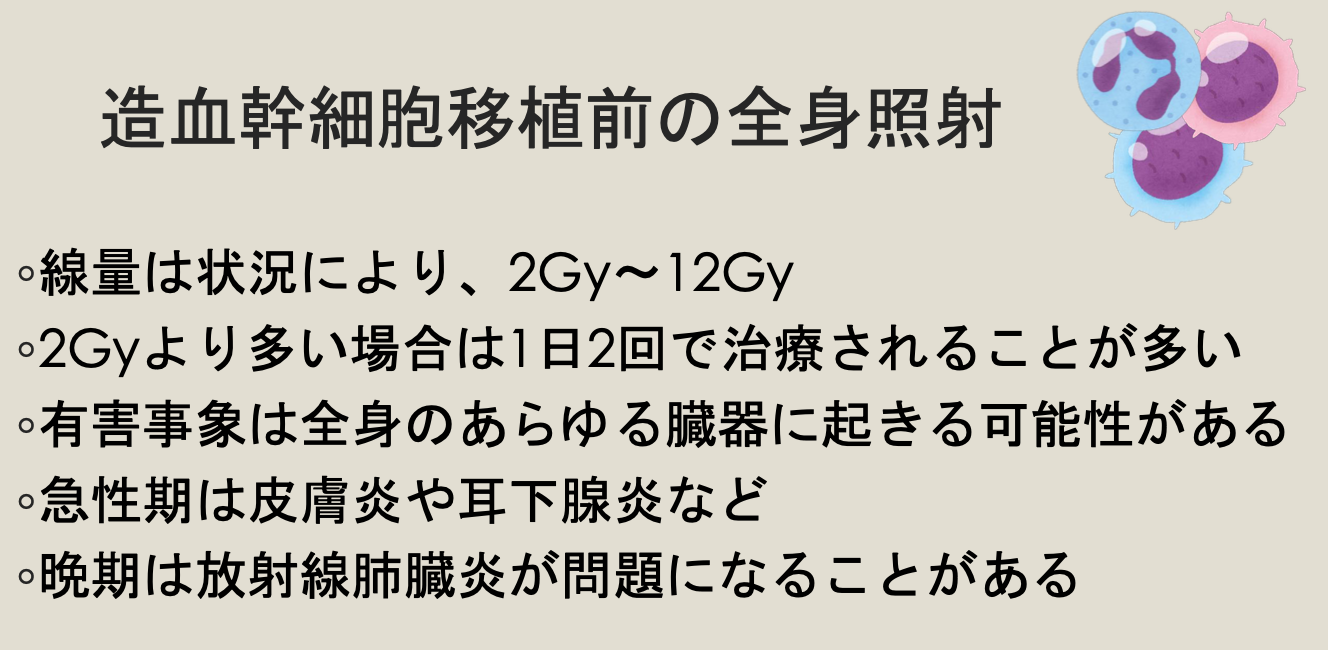 造血幹細胞移植前の全身照射
◦線量は状況により、2Gy～12Gy
◦2Gyより多い場合は1日2回で治療されることが多い
◦有害事象は全身のあらゆる臓器に起きる可能性がある
◦急性期は皮膚炎や耳下腺炎など
◦晩期は放射線肺臓炎が問題になることがある